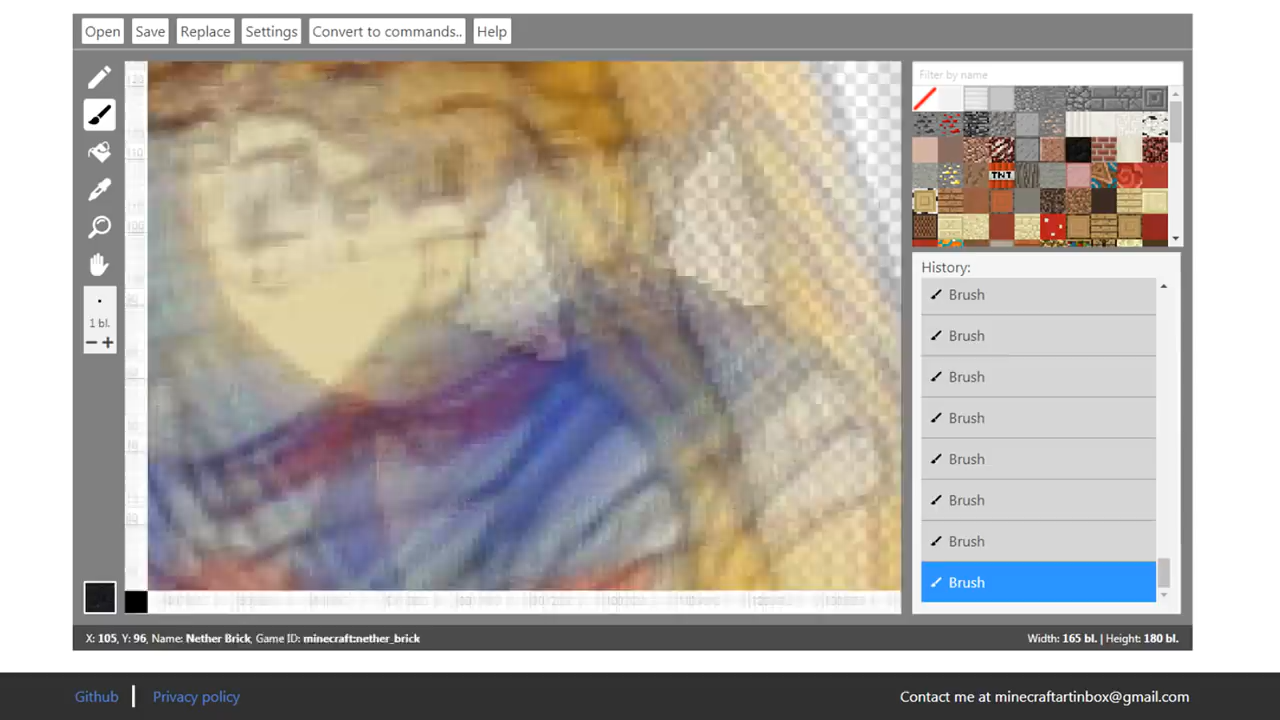 Open Save Replace Settings Convert to commands.. Help
Filter by name
TNT
1 bl.
History:
Brush
Brush
Brush
Brush
Brush
Brush
Brush
Brush
X: 105, Y: 96, Name: Nether Brick, Game ID: minecraft:nether_brick
Width: 165 bl. | Height: 180 bl.
Github | Privacy policy
Contact me at minecraftartinbox@gmail.com